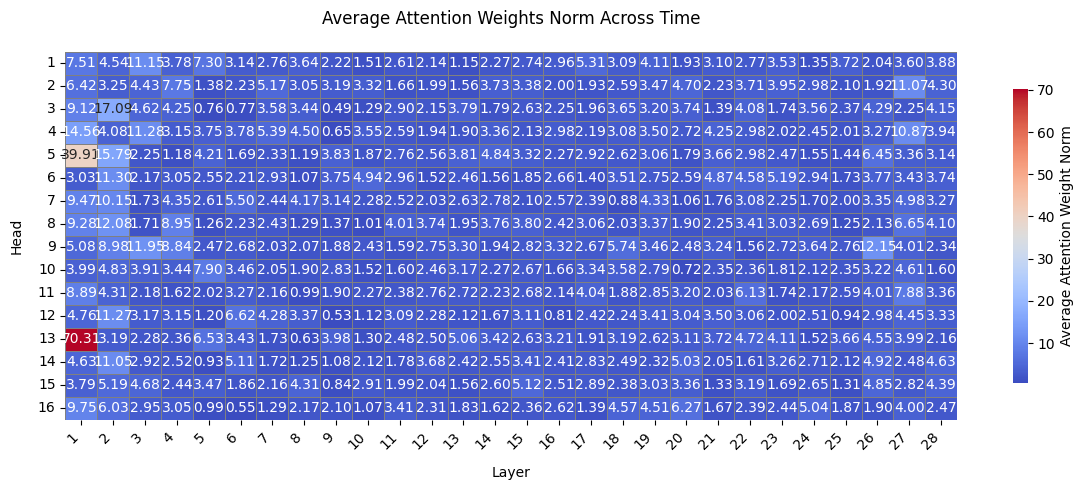 Average Attention Weights Norm Across Time
1 7.51 4.54 11.15 3.78 7.30 3.14 2.76 3.64 2.22 1.51 2.61 2.14 1.15 2.27 2.74 2.96 5.31 3.09 4.11 1.93 3.10 2.77 3.53 1.35 3.72 2.04 3.60 3.88
2 6.42 3.25 4.43 7.75 1.38 2.23 5.17 3.05 3.19 3.32 1.66 1.99 1.56 3.73 3.38 2.00 1.93 2.59 3.47 4.70 2.23 3.71 3.95 2.98 2.10 1.92 11.07 4.30
3 9.12 17.09 4.62 4.25 0.76 0.77 3.58 3.44 0.49 1.29 2.90 2.15 3.79 1.79 2.63 2.25 1.96 3.65 3.20 3.74 1.39 4.08 1.74 3.56 2.37 4.29 2.25 4.15
4 4.08 11.28 3.15 3.75 3.78 5.39 4.50 0.65 3.55 2.59 1.94 1.90 3.36 2.13 2.98 2.19 3.08 3.50 2.72 4.25 2.98 2.02 2.45 2.01 3.27 10.87 3.94
5 39.91 15.79 2.25 1.18 4.21 1.69 2.33 1.19 3.83 1.87 2.76 2.56 3.81 4.84 3.32 2.27 2.92 2.62 3.06 1.79 3.66 2.98 2.47 1.55 1.44 6.45 3.36 3.14
6 3.03 11.30 2.17 3.05 2.55 2.21 2.93 1.07 3.75 4.94 2.96 1.52 2.46 1.56 1.85 2.66 1.40 3.51 2.75 2.59 4.87 4.58 5.19 2.94 1.73 3.77 3.43 3.74
7 9.47 10.15 1.73 4.35 2.61 5.50 2.44 4.17 3.14 2.28 2.52 2.03 2.63 2.78 2.10 2.57 2.39 0.88 4.33 1.06 1.76 3.08 2.25 1.70 2.00 3.35 4.98 3.27
8 9.28 12.08 1.71 8.95 1.26 2.23 2.43 1.29 1.37 1.01 4.01 3.74 1.95 3.76 3.80 2.42 3.06 2.03 3.37 1.90 2.25 3.41 3.03 2.69 1.25 2.13 6.65 4.10
9 5.08 8.98 11.95 8.84 2.47 2.68 2.03 2.07 1.88 2.43 1.59 2.75 3.30 1.94 2.82 3.32 2.67 5.74 3.46 2.48 3.24 1.56 2.72 3.64 2.76 12.15 4.01 2.34
10 3.99 4.83 3.91 3.44 7.90 3.46 2.05 1.90 2.83 1.52 1.60 2.46 3.17 2.27 2.67 1.66 3.34 3.58 2.79 0.72 2.35 2.36 1.81 2.12 2.35 3.22 4.61 1.60
11 8.89 4.31 2.18 1.62 2.02 3.27 2.16 0.99 1.90 2.27 2.38 2.76 2.72 2.23 2.68 2.14 4.04 1.88 2.85 3.20 2.03 6.13 1.74 2.17 2.59 4.01 7.88 3.36
12 4.76 11.27 3.17 3.15 1.20 6.62 4.28 3.37 0.53 1.12 3.09 2.28 2.12 1.67 3.11 0.81 2.42 2.24 3.41 3.04 3.50 3.06 2.00 2.51 0.94 2.98 4.45 3.33
13 70.31 3.19 2.28 2.36 6.53 3.43 1.73 0.63 3.98 1.30 2.48 2.50 5.06 3.42 2.63 3.21 1.91 3.19 2.62 3.11 3.72 4.72 4.11 1.52 3.66 4.55 3.99 2.16
14 4.61 11.05 2.92 2.52 0.93 5.11 1.72 1.25 1.08 2.12 1.78 3.68 2.42 2.55 3.41 2.41 2.83 2.49 2.32 5.03 2.05 1.61 3.26 2.71 2.12 4.92 2.48 4.63
15 3.79 5.19 4.68 2.44 3.47 1.86 2.16 4.31 0.84 2.91 1.99 2.04 1.56 2.60 5.12 2.51 2.89 2.38 3.03 3.36 1.33 3.19 1.69 2.65 1.31 4.85 2.82 4.39
16 9.75 6.03 2.95 3.05 0.99 0.55 1.29 2.17 2.10 1.07 3.41 2.31 1.83 1.62 2.36 2.62 1.39 4.57 4.51 6.27 1.67 2.39 2.44 5.04 1.87 1.90 4.00 2.47
1 2 3 4 5 6 7 8 9 10 11 12 13 14 15 16 17 18 19 20 21 22 23 24 25 26 27 28
Layer
Head
70
60
50
40
30
20
10
Average Attention Weight Norm